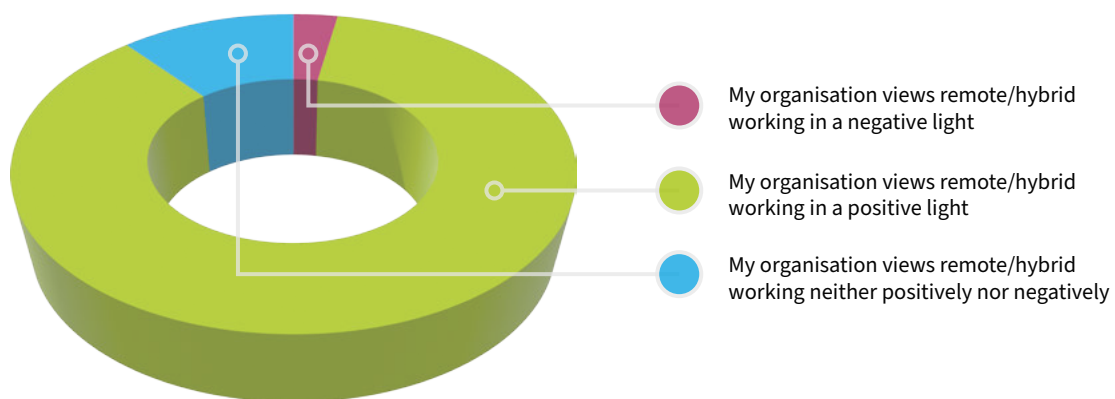 My organisation views remote/hybrid
working in a negative light
My organisation views remote/hybrid
working in a positive light
My organisation views remote/hybrid
working neither positively nor negatively